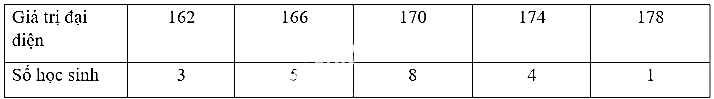 Giá trị đại diện 162 166 170 174 178
Số học sinh 3 5 8 4 1